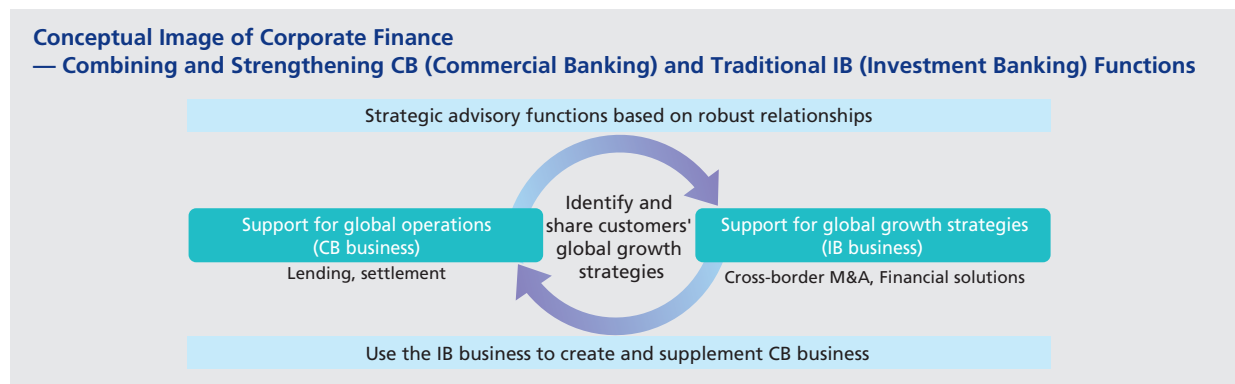 Conceptual Image of Corporate Finance
— Combining and Strengthening CB (Commercial Banking) and Traditional IB (Investment Banking) Functions
Strategic advisory functions based on robust relationships
Support for global operations
(CB business)
Lending, settlement
Identify and
share customers'
global growth
strategies
Support for global growth strategies
(IB business)
Cross-border M&A, Financial solutions
Use the IB business to create and supplement CB business